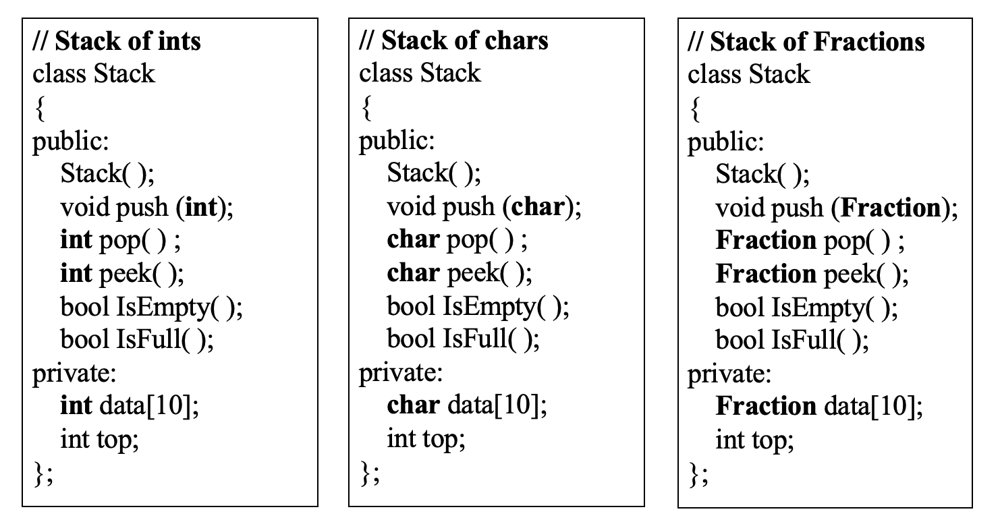 // Stack of ints
class Stack
{
public:
Stack( );
void push (int);
int pop( ) ;
int peek( );
bool IsEmpty( );
bool IsFull( );
private:
int data[10];
int top;
};
// Stack of chars
class Stack
{
public:
Stack( );
void push (char);
char pop( ) ;
char peek( );
bool IsEmpty( );
bool IsFull( );
private:
char data[10];
int top;
};
// Stack of Fractions
class Stack
{
public:
Stack( );
void push (Fraction);
Fraction pop( ) ;
Fraction peek( );
bool IsEmpty( );
bool IsFull( );
private:
Fraction data[10];
int top;
};